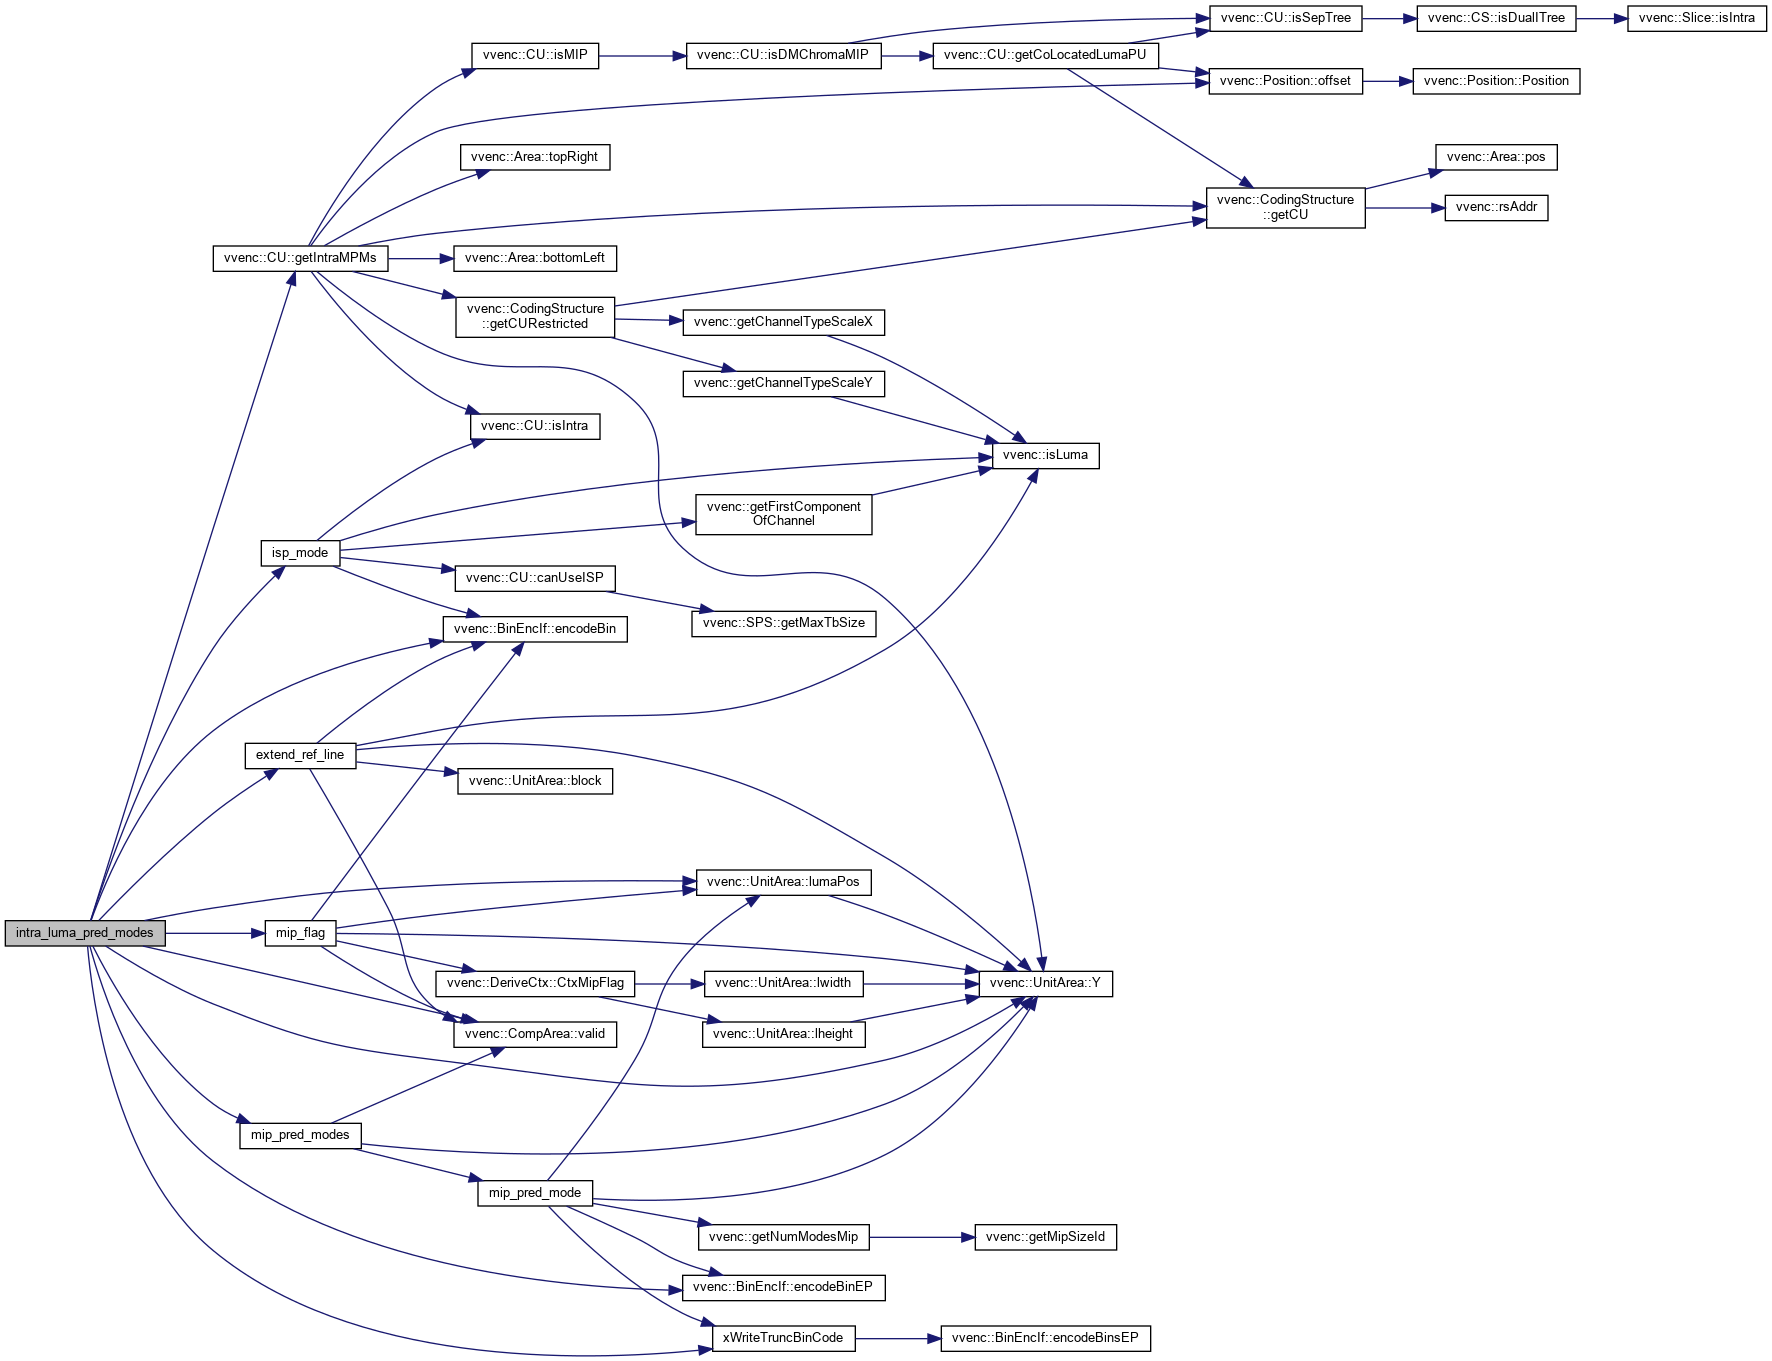 vvenc::CU::isSepTree
vvenc::CS::isDualITree
vvenc::Slice::isIntra
vvenc::CU::isMIP
vvenc::CU::isDMChromaMIP
vvenc::CU::getCoLocatedLumaPU
vvenc::Position::offset
vvenc::Position::Position
vvenc::Area::topRight
vvenc::Area::pos
vvenc::CodingStructure
::getCU
vvenc::rsAddr
vvenc::CU::getIntraMPMs
vvenc::Area::bottomLeft
vvenc::CodingStructure
::getCURestricted
vvenc::getChannelTypeScaleX
vvenc::getChannelTypeScaleY
vvenc::CU::isIntra
vvenc::isLuma
vvenc::getFirstComponent
OfChannel
isp_mode
vvenc::CU::canUseISP
vvenc::SPS::getMaxTbSize
vvenc::BinEncIf::encodeBin
extend_ref_line
vvenc::UnitArea::block
vvenc::UnitArea::lumaPos
intra_luma_pred_modes
mip_flag
vvenc::DeriveCtx::CtxMipFlag
vvenc::UnitArea::lwidth
vvenc::UnitArea::Y
vvenc::CompArea::valid
vvenc::UnitArea::lheight
mip_pred_modes
mip_pred_mode
vvenc::getNumModesMip
vvenc::getMipSizeId
vvenc::BinEncIf::encodeBinEP
xWriteTruncBinCode
vvenc::BinEncIf::encodeBinsEP